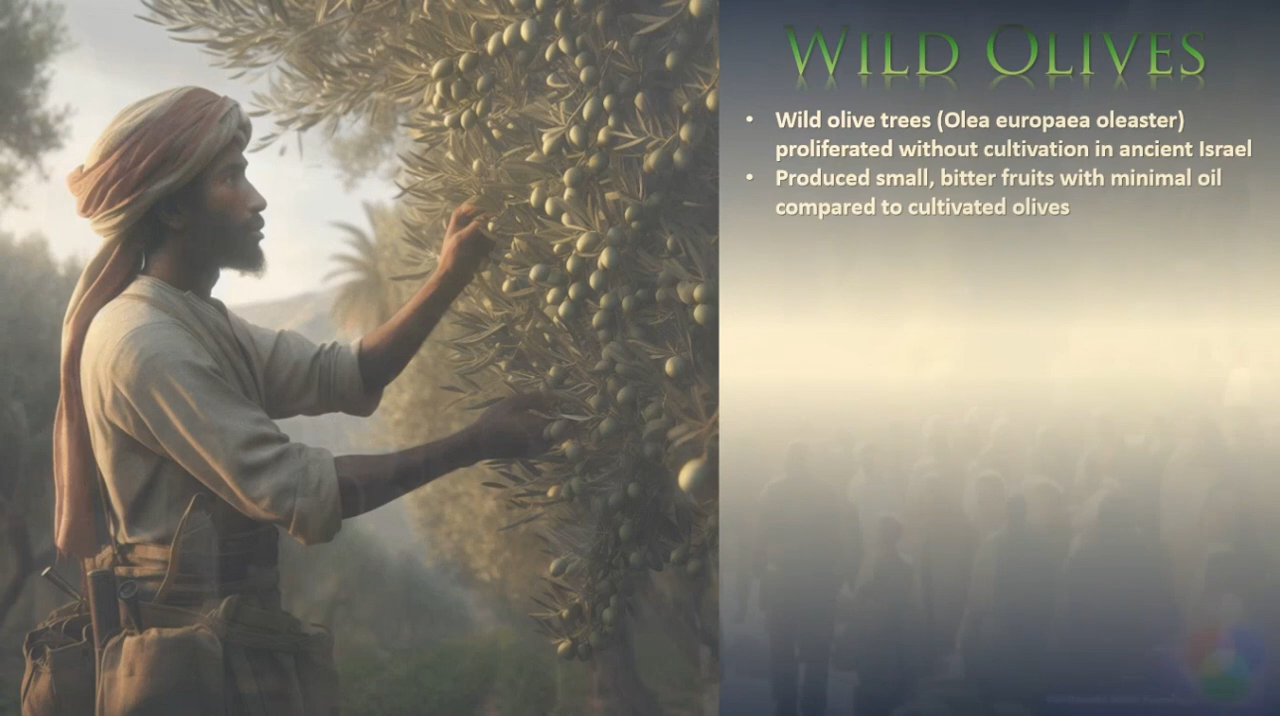 WILD OLIVES
• Wild olive trees (Olea europaea oleaster)
proliferated without cultivation in ancient Israel
• Produced small, bitter fruits with minimal oil
compared to cultivated olives